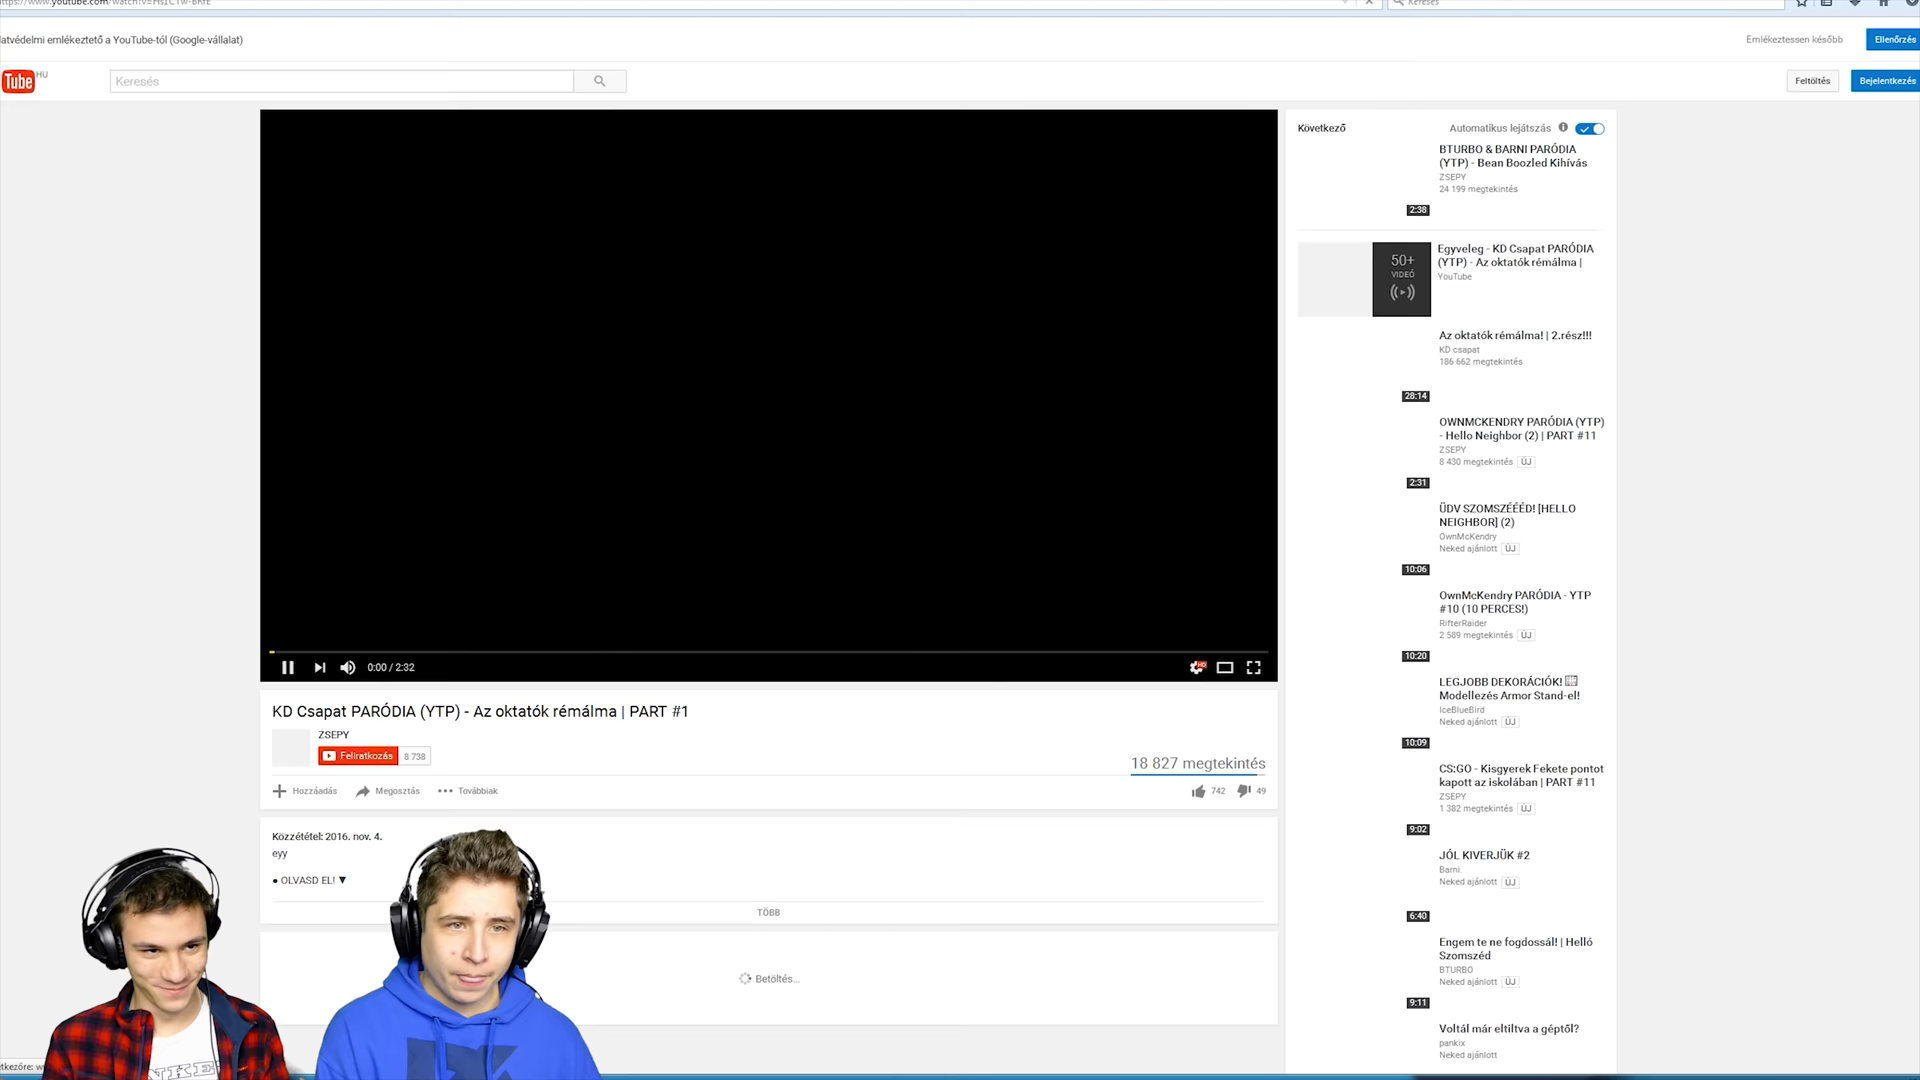 https://www.youtube.com/watch?v=
Keresés
atvédelmi emlékeztető a YouTube-tól (Google-vállalat)
Emlékeztessen később
Ellenőrzés
Tube HU
Keresés
Feltöltés
Bejelentkezés
Következő
Automatikus lejátszás
BTURBO & BARNI PARÓDIA
(YTP) - Bean Boozled Kihívás
ZSEPY
24 199 megtekintés
2:38
50+
VIDEÓ
Egyveleg - KD Csapat PARÓDIA
(YTP) - Az oktatók rémálma |
YouTube
Az oktatók rémálma! | 2.rész!!!
KD csapat
186 662 megtekintés
28:14
OWNMCKENDRY PARÓDIA (YTP)
- Hello Neighbor (2) | PART #11
ZSEPY
8 430 megtekintés ÚJ
2:31
ÜDV SZOMSZÉÉÉD! [HELLO
NEIGHBOR] (2)
OwnMcKendry
Neked ajánlott ÚJ
10:06
OwnMcKendry PARÓDIA - YTP
#10 (10 PERCES!)
RifterRaider
2 589 megtekintés ÚJ
10:20
LEGJOBB DEKORÁCIÓK!
Modellezés Armor Stand-el!
IceBlueBird
Neked ajánlott ÚJ
10:09
CS:GO - Kisgyerek Fekete pontot
kapott az iskolában | PART #11
ZSEPY
1 382 megtekintés ÚJ
9:02
JÓL KIVERJÜK #2
Barni.
Neked ajánlott ÚJ
6:40
Engem te ne fogdossál! | Helló
Szomszéd
BTURBO
Neked ajánlott ÚJ
9:11
Voltál már eltiltva a géptől?
pankix
Neked ajánlott
0:00 / 2:32
HD
KD Csapat PARÓDIA (YTP) - Az oktatók rémálma | PART #1
ZSEPY
Feliratkozás 8 738
18 827 megtekintés
Hozzáadás
Megosztás
Továbbiak
742
49
Közzététel: 2016. nov. 4.
eyy
● OLVASD EL! ▼
TÖBB
Betöltés...